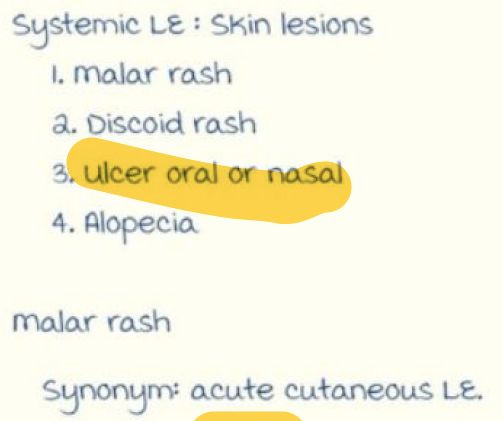 Systemic LE : Skin lesions
1. malar rash
2. Discoid rash
3. ulcer oral or nasal
4. Alopecia
malar rash
Synonym: acute cutaneous LE.